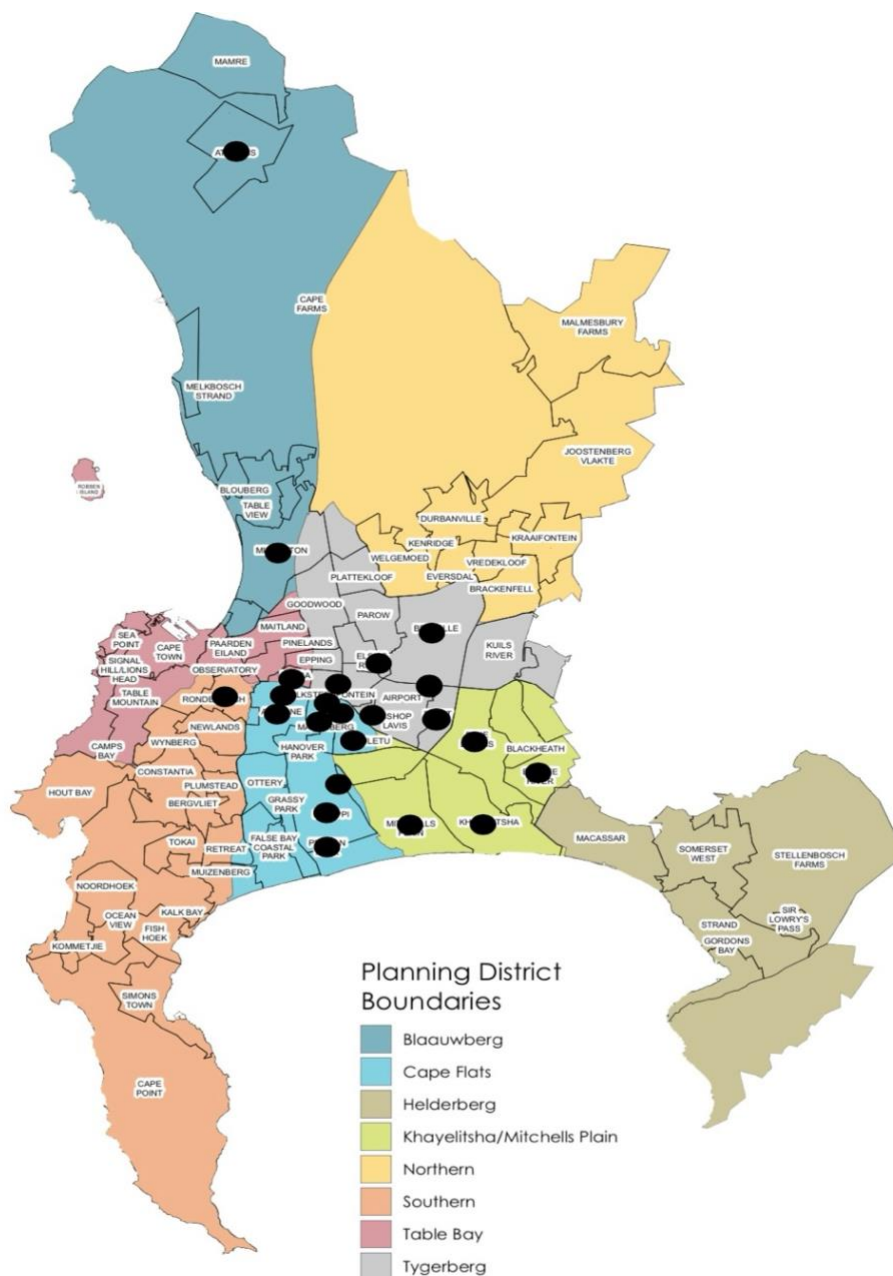 MAMRE
CAPE
FARMS
MALMESBURY
FARMS
MELKBOSCH
STRAND
JOOSTENBERG
VLAKTE
ROBBEN
ISLAND
BLOUBERG
TABLE
VIEW
DURBANVILLE
KENRIDGE
KRAAIFONTEIN
WELGEMOED
VREDEKLOOF
EVERSDAL
PLATTEKLOOF
BRACKENFELL
GOODWOOD
PAROW
MAITLAND
SEA
POINT
CAPE
TOWN
PAARDEN
EILAND
PINELANDS
KUILS
RIVER
SIGNAL
HILL/LIONS
HEAD
OBSERVATORY
EPPING
TABLE
MOUNTAIN
AIRPORT
NEWLANDS
WYNBERG
CAMPS
BAY
HANOVER
PARK
BLACKHEATH
CONSTANTIA
HOUT BAY
PLUMSTEAD
OTTERY
BERGVLIET
GRASSY
PARK
TOKAI
RETREAT
FALSE BAY
COASTAL
PARK
MACASSAR
SOMERSET
WEST
STELLENBOSCH
FARMS
MUIZENBERG
NOORDHOEK
KALK BAY
OCEAN
VIEW
FISH
HOEK
KOMMETJIE
STRAND
SIR
LOWRY'S
PASS
GORDONS
BAY
SIMONS
TOWN
CAPE
POINT
Planning District
Boundaries
Blaauwberg
Cape Flats
Helderberg
Khayelitsha/Mitchells Plain
Northern
Southern
Table Bay
Tygerberg